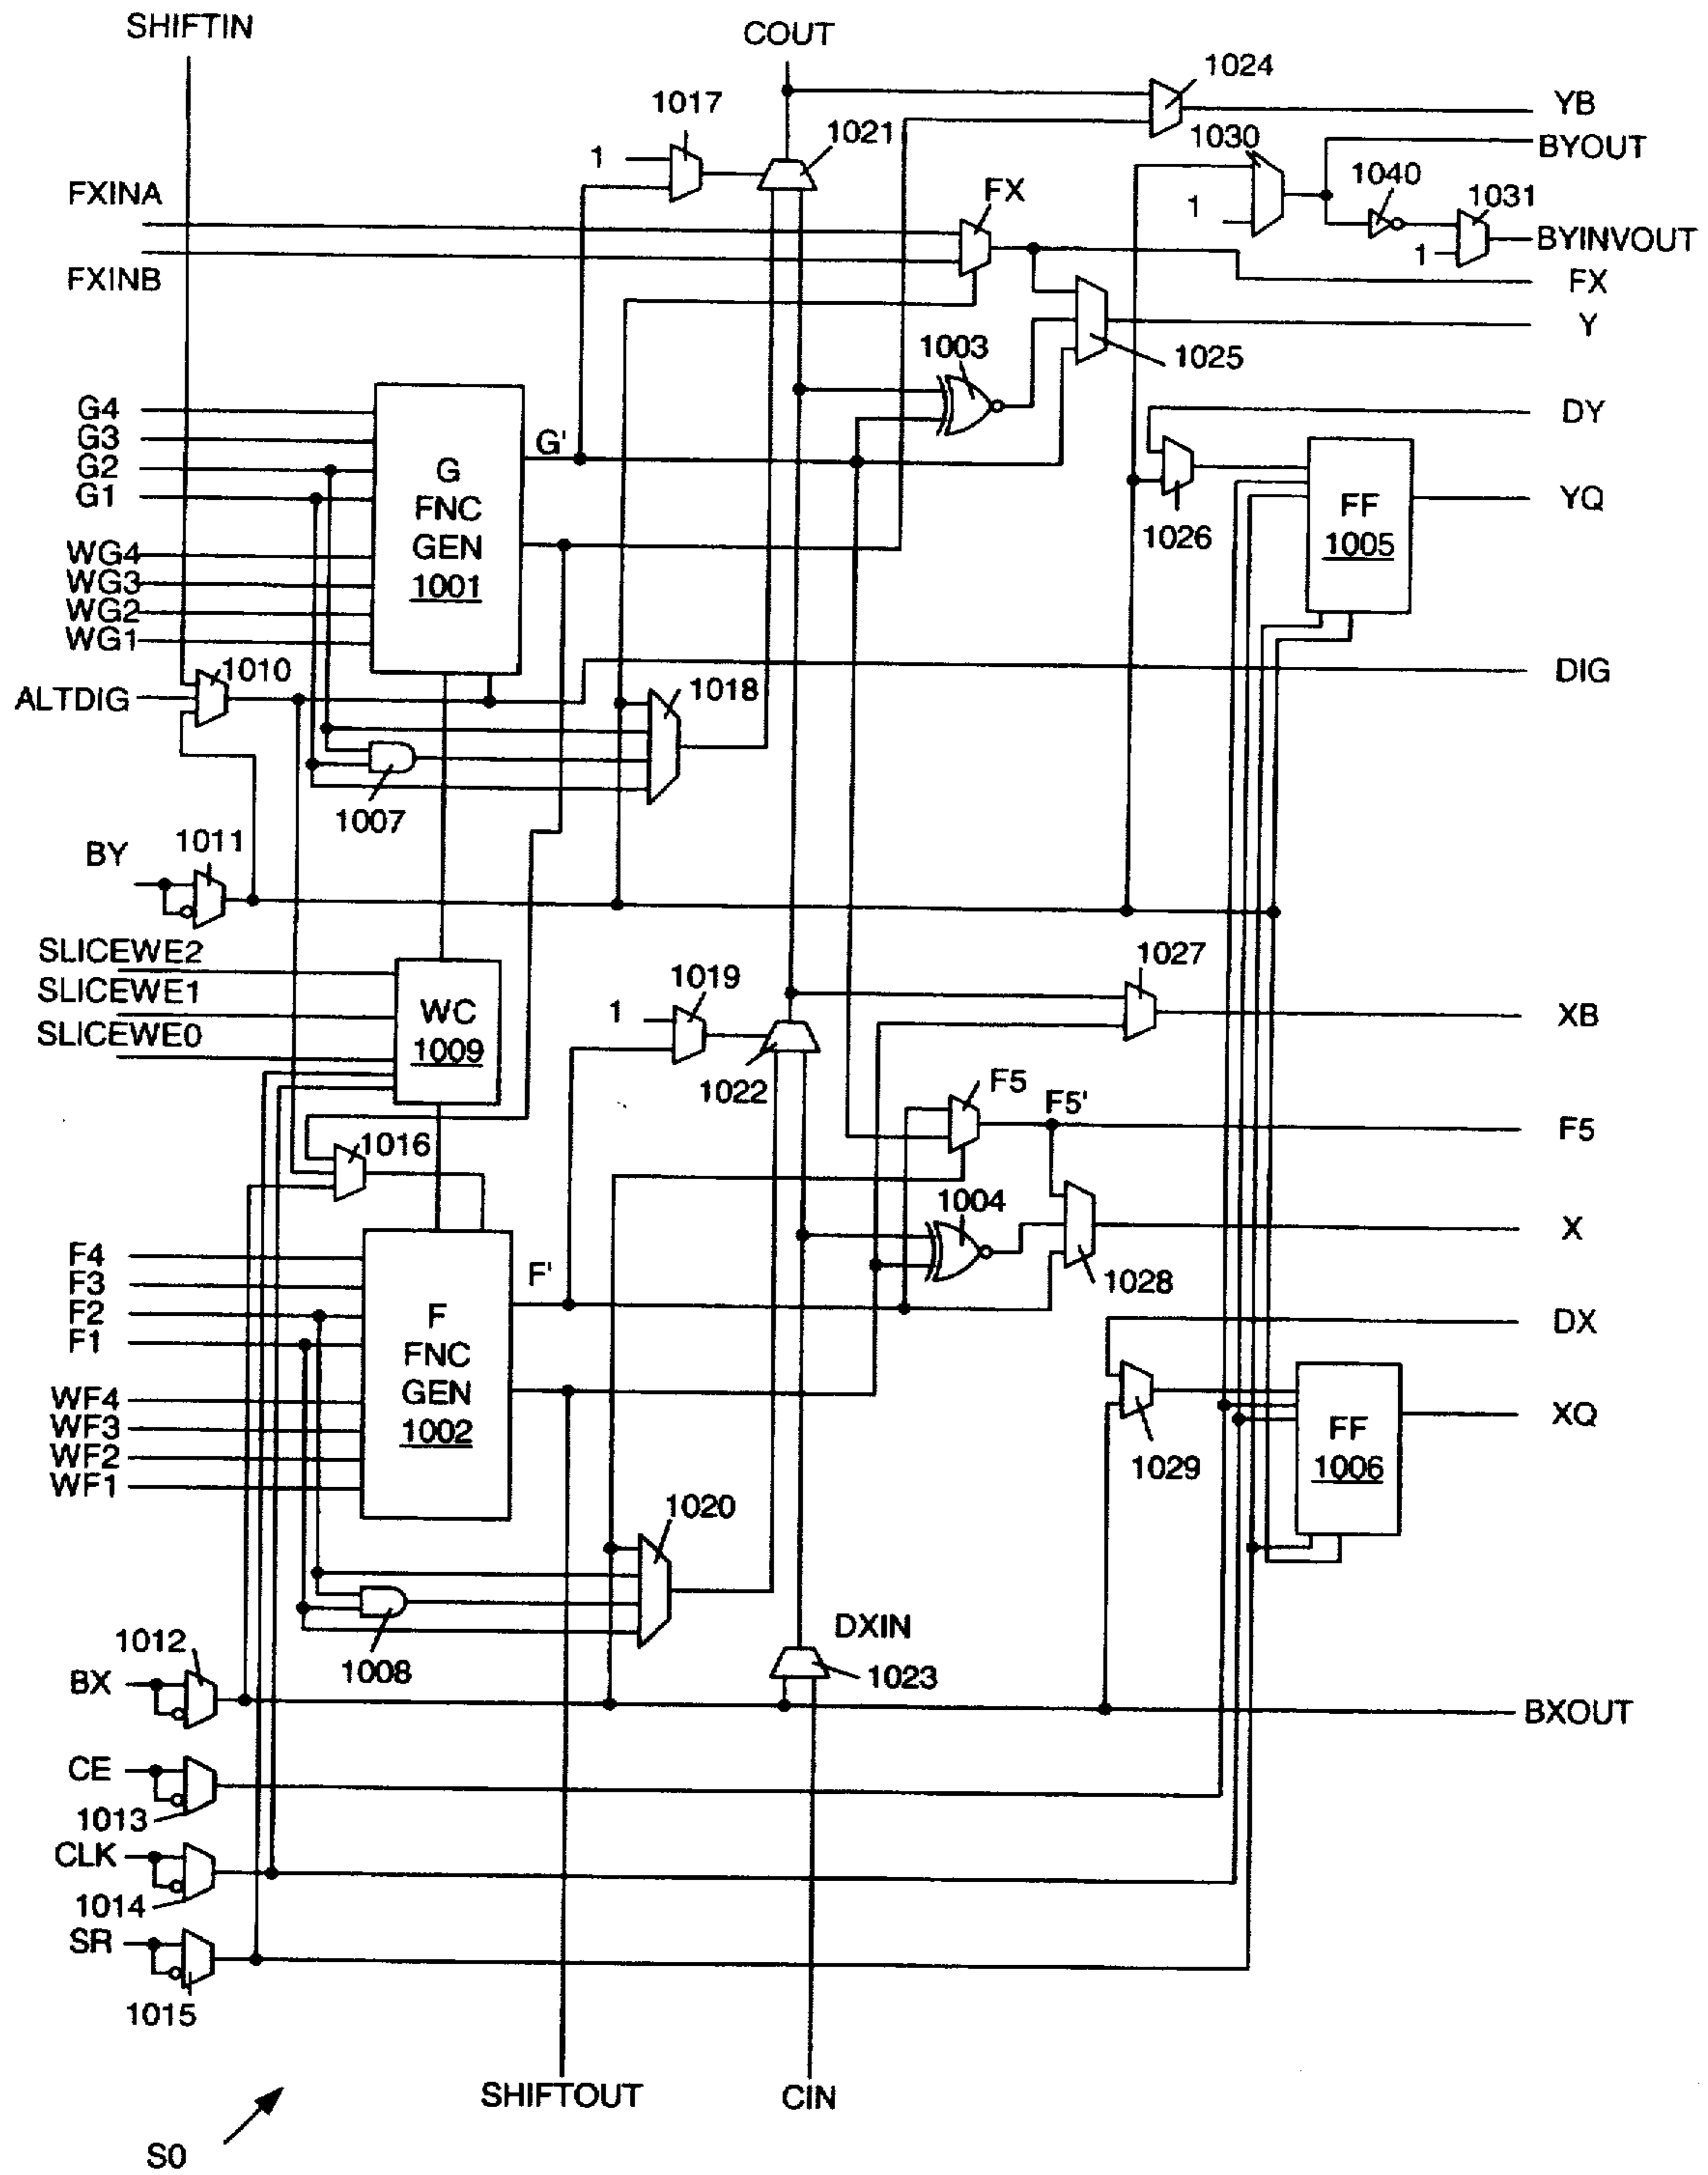 SHIFTIN
COUT
1024
1017
YB
1021
1030
BYOUT
1
1040
FXINA
FX
1031
1
BYINVOUT
1
FXINB
FX
Y
1003
1025
G4
DY
G3
G'
G2
G
G1
FNC
FF
YQ
GEN
1026
1005
WG4
WG3
1001
WG2
WG1
1010
DIG
ALTDIG
1018
1007
1011
BY
SLICEWE2
1027
1019
SLICEWE1
WC
1
XB
SLICEWE0
1009
1022
F5
F5'
F5
1016
1004
X
F4
F'
F3
1028
F2
F
F1
FNC
DX
GEN
WF4
XQ
WF3
1002
FF
WF2
1029
1006
WF1
1020
DXIN
1012
1008
1023
BX
BXOUT
CE
1013
CLK
1014
SR
1015
SHIFTOUT
CIN
S0